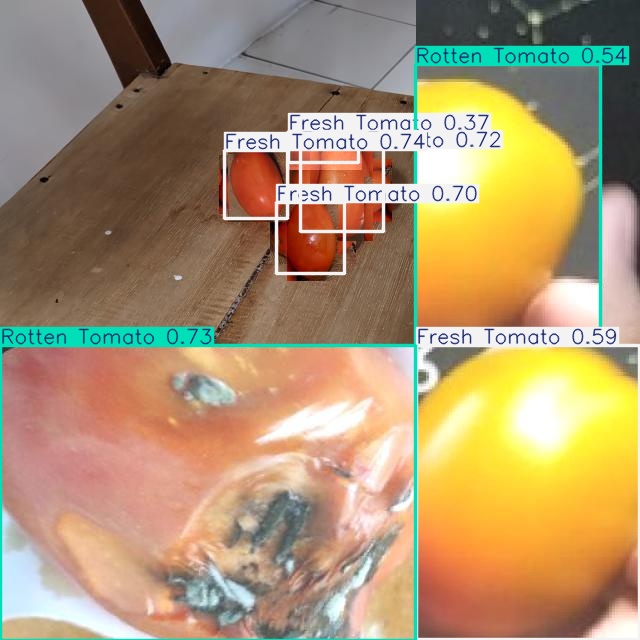 Rotten Tomato 0.54
Fresh Tomato 0.37
Fresh Tomato 0.74
to 0.72
Fresh Tomato 0.70
Rotten Tomato 0.73
Fresh Tomato 0.59